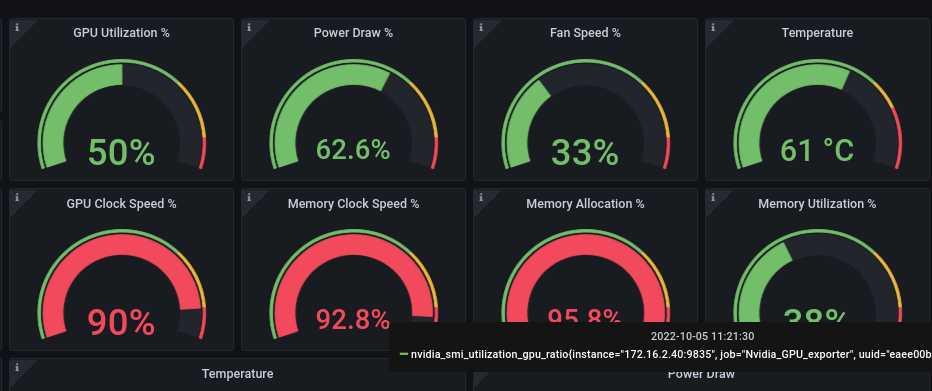 GPU Utilization %
Power Draw %
Fan Speed %
Temperature
50%
62.6%
33%
61 °C
GPU Clock Speed %
Memory Clock Speed %
Memory Allocation %
Memory Utilization %
90%
92.8%
95.8%
38%
2022-10-05 11:21:30
nvidia_smi_utilization_gpu_ratio{instance="172.16.2.40:9835", job="Nvidia_GPU_exporter", uuid="eaee00b
Temperature
Power Draw